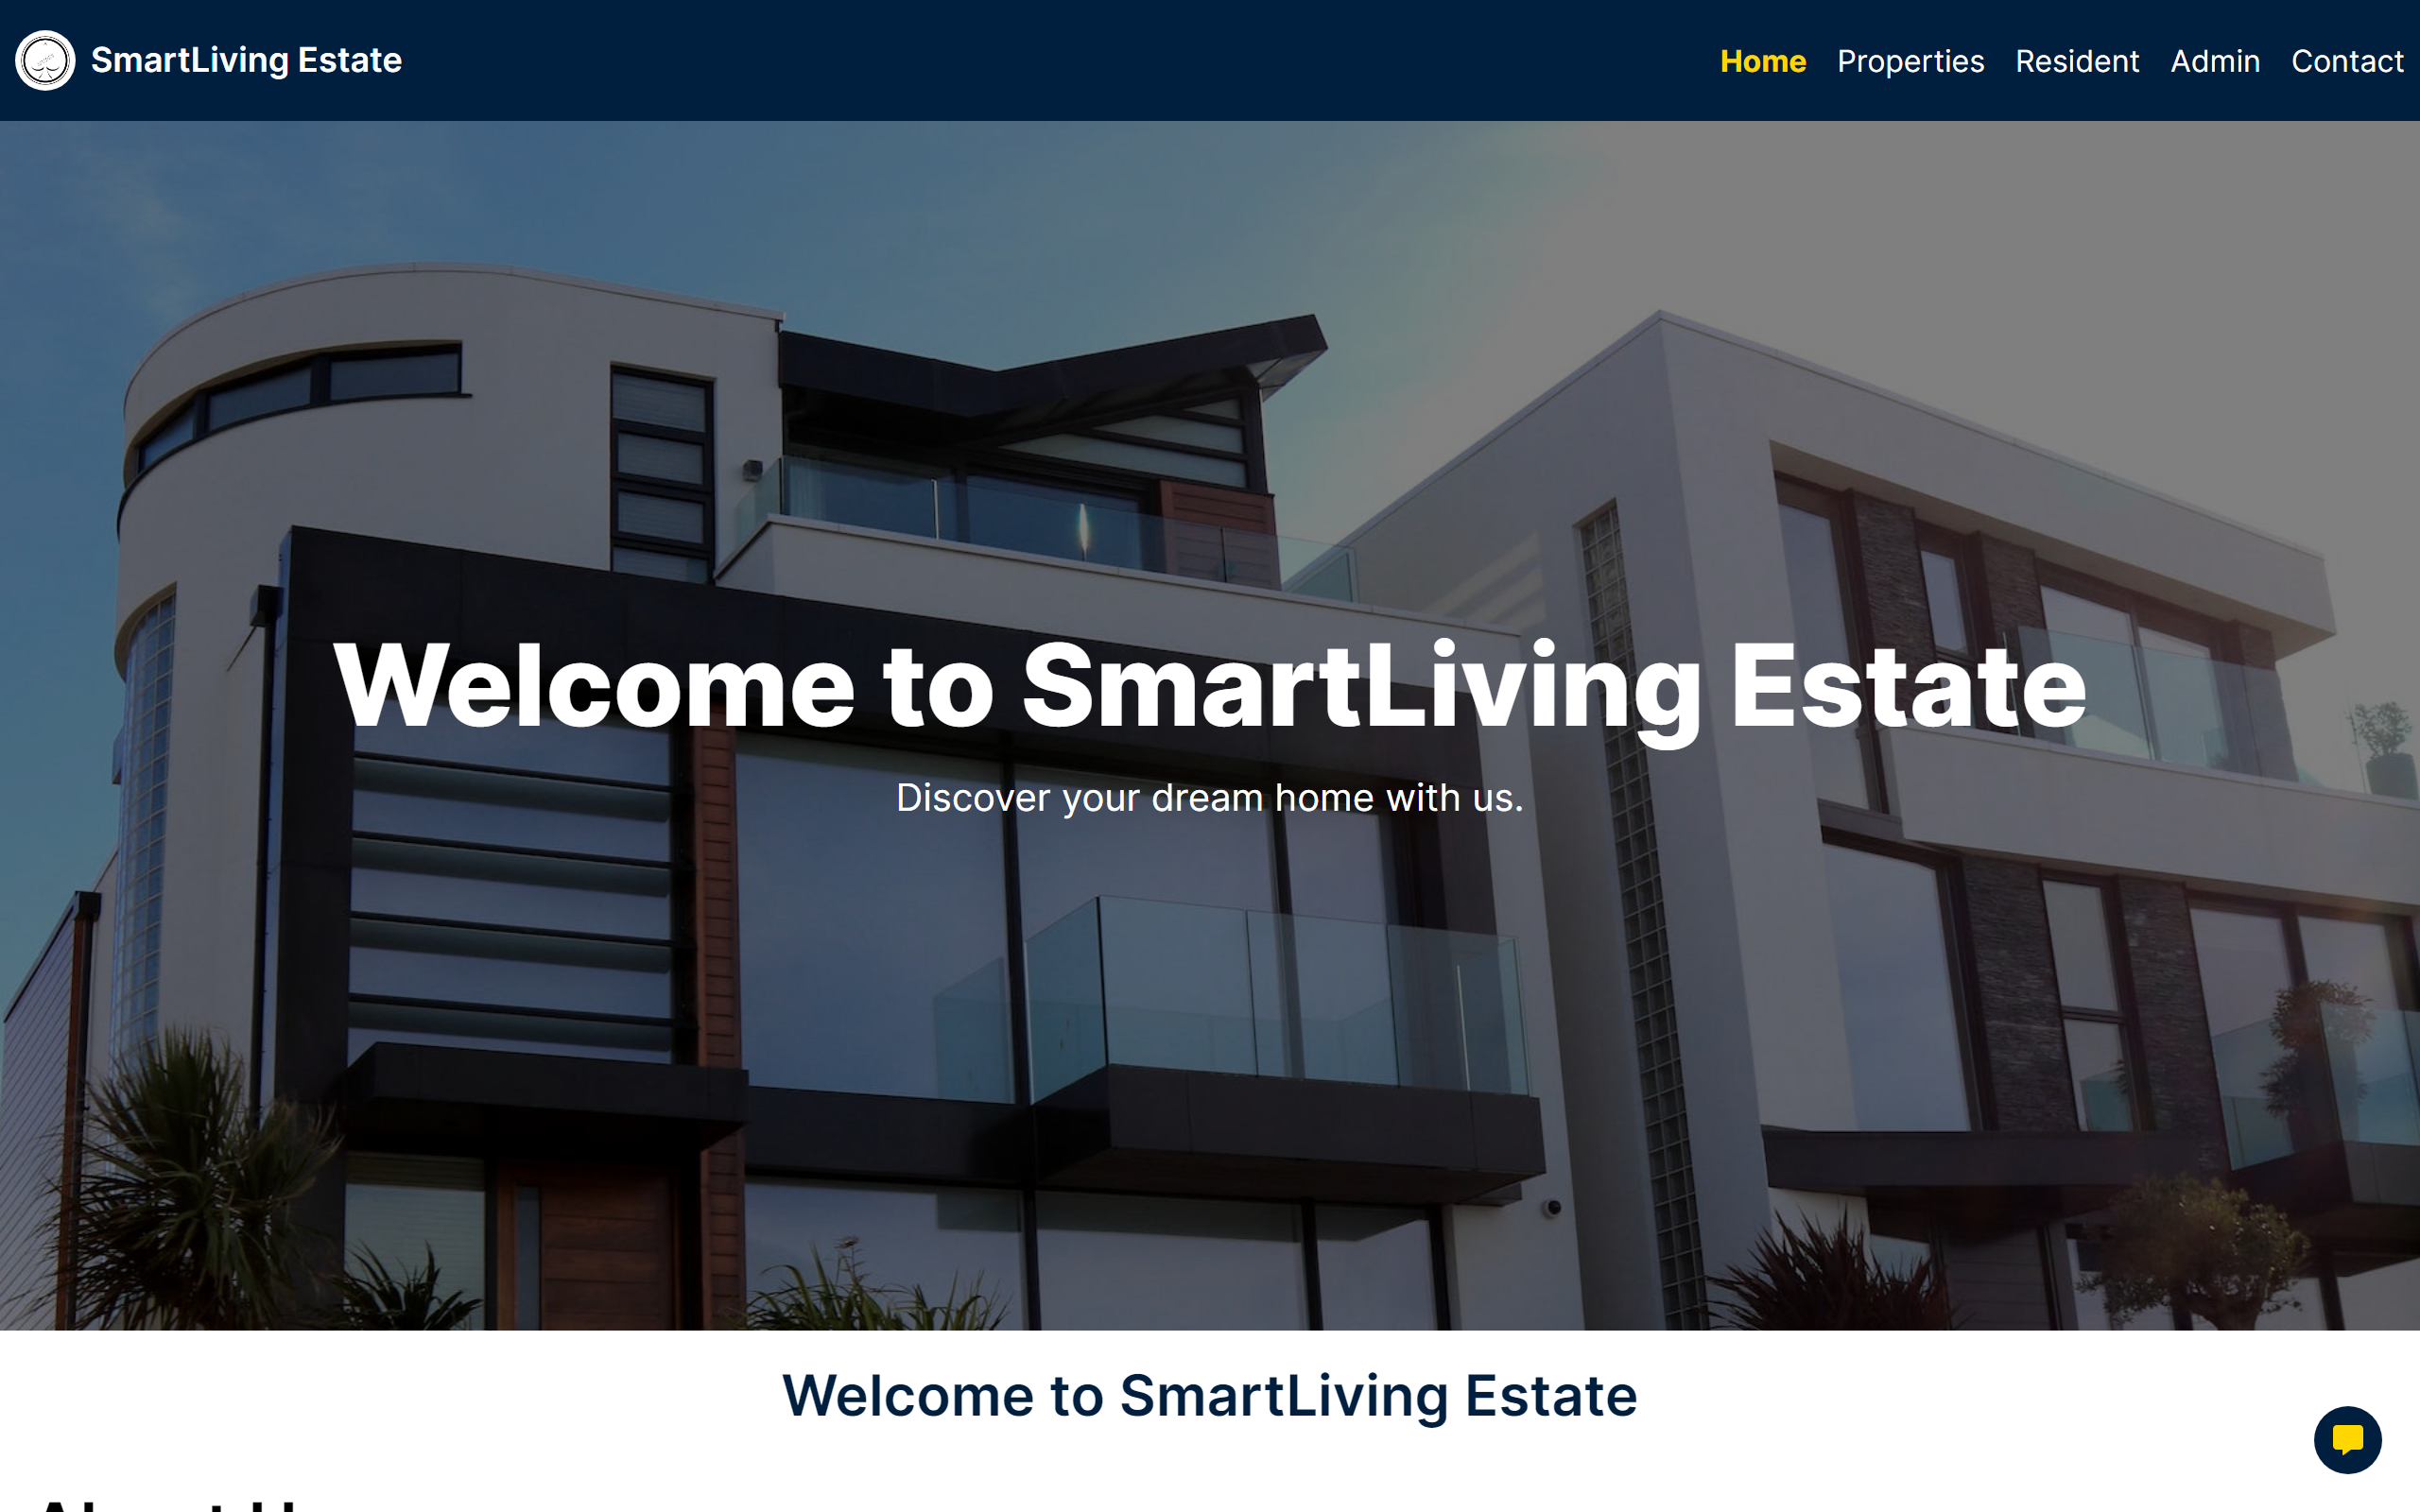 SmartLiving Estate
Home Properties Resident Admin Contact
Welcome to SmartLiving Estate
Discover your dream home with us.
Welcome to SmartLiving Estate